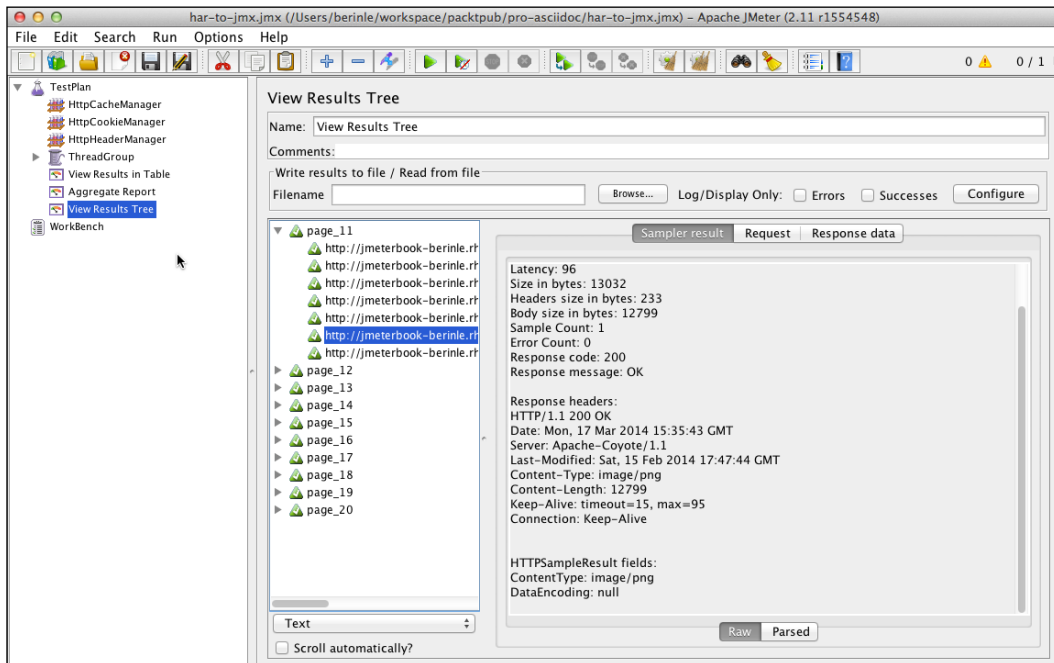 har-to-jmx.jmx (/Users/berinle/workspace/packtpub/pro-asciidoc/har-to-jmx.jmx) – Apache JMeter (2.11 r1554548)
File Edit Search Run Options Help
0 0 / 1
TestPlan
HttpCacheManager
HttpCookieManager
HttpHeaderManager
ThreadGroup
View Results in Table
Aggregate Report
View Results Tree
WorkBench
View Results Tree
Name: View Results Tree
Comments:
Write results to file / Read from file
Filename Browse... Log/Display Only: Errors Successes Configure
page_11
http://jmeterbook-berinle.rh
http://jmeterbook-berinle.rh
http://jmeterbook-berinle.rh
http://jmeterbook-berinle.rh
http://jmeterbook-berinle.rh
http://jmeterbook-berinle.rh
http://jmeterbook-berinle.rh
page_12
page_13
page_14
page_15
page_16
page_17
page_18
page_19
page_20
Text
Scroll automatically?
Sampler result Request Response data
Latency: 96
Size in bytes: 13032
Headers size in bytes: 233
Body size in bytes: 12799
Sample Count: 1
Error Count: 0
Response code: 200
Response message: OK
Response headers:
HTTP/1.1 200 OK
Date: Mon, 17 Mar 2014 15:35:43 GMT
Server: Apache-Coyote/1.1
Last-Modified: Sat, 15 Feb 2014 17:47:44 GMT
Content-Type: image/png
Content-Length: 12799
Keep-Alive: timeout=15, max=95
Connection: Keep-Alive
HTTPSampleResult fields:
ContentType: image/png
DataEncoding: null
Raw Parsed